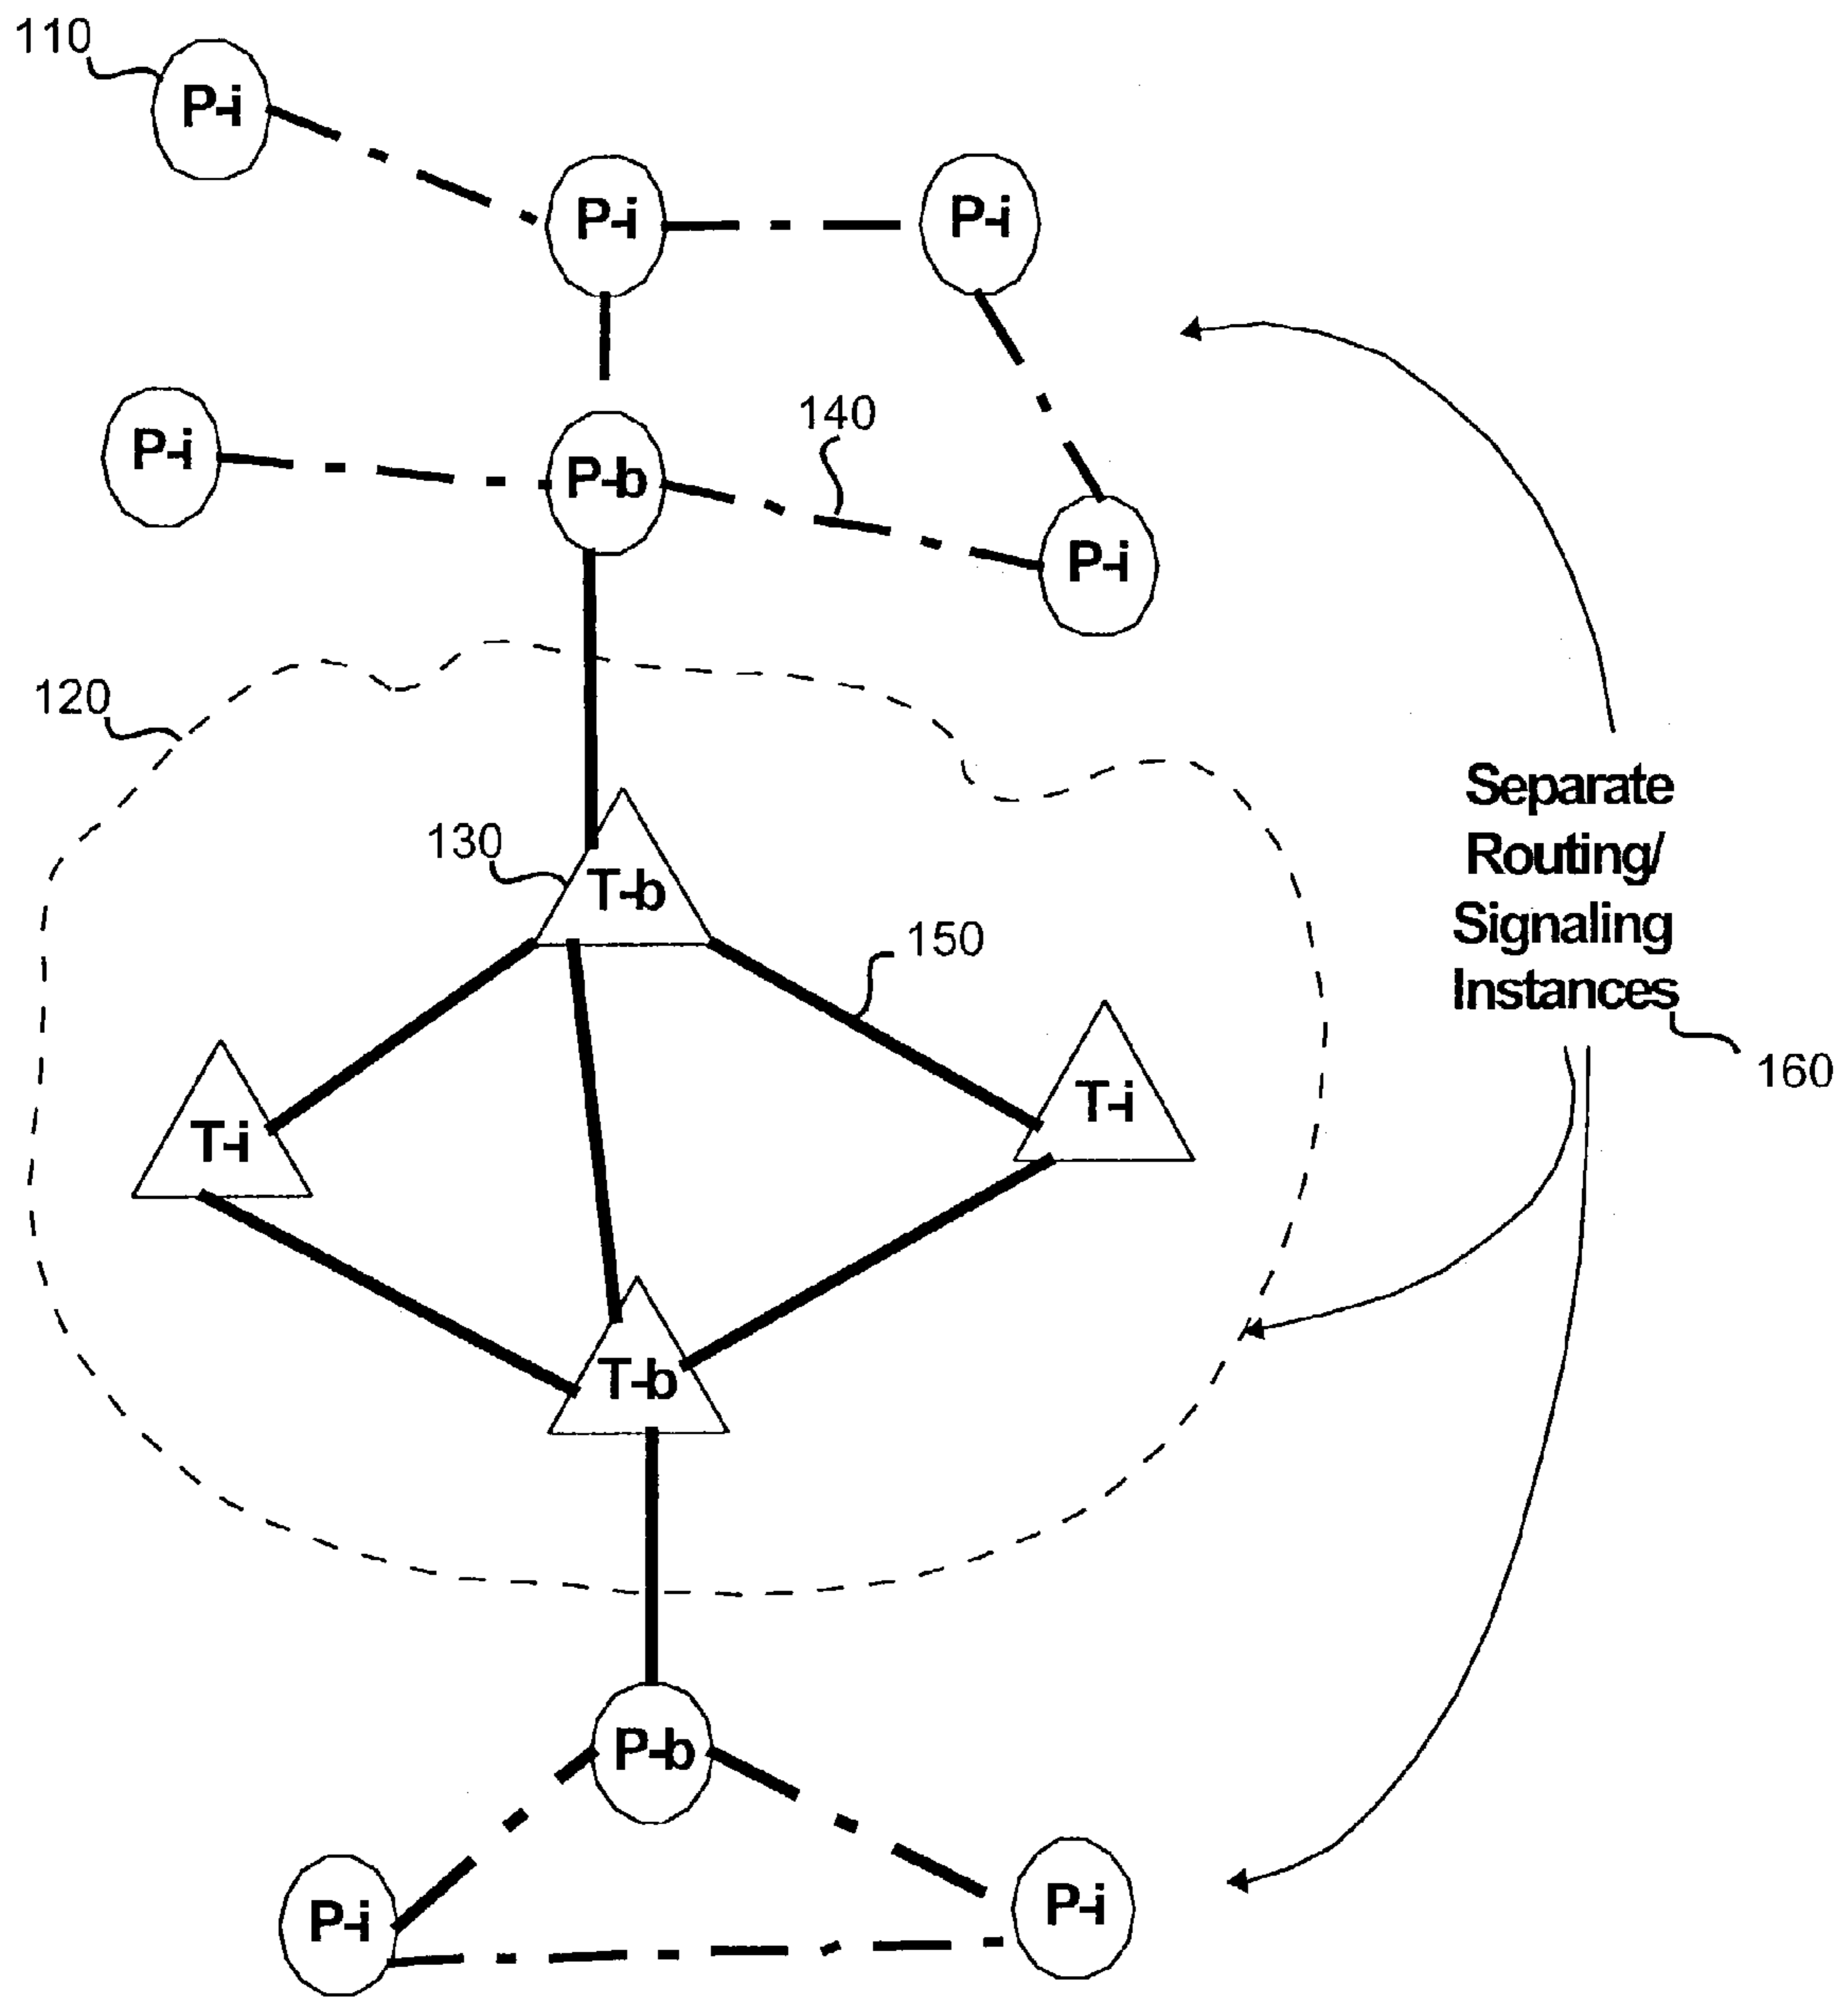 110
P-i
P-i
P-i
140
P-i
P-b
P-i
120
130
T-b
150
Separate
Routing/
Signaling
Instances
160
T-i
T-i
T-b
P-b
P-i
P-i